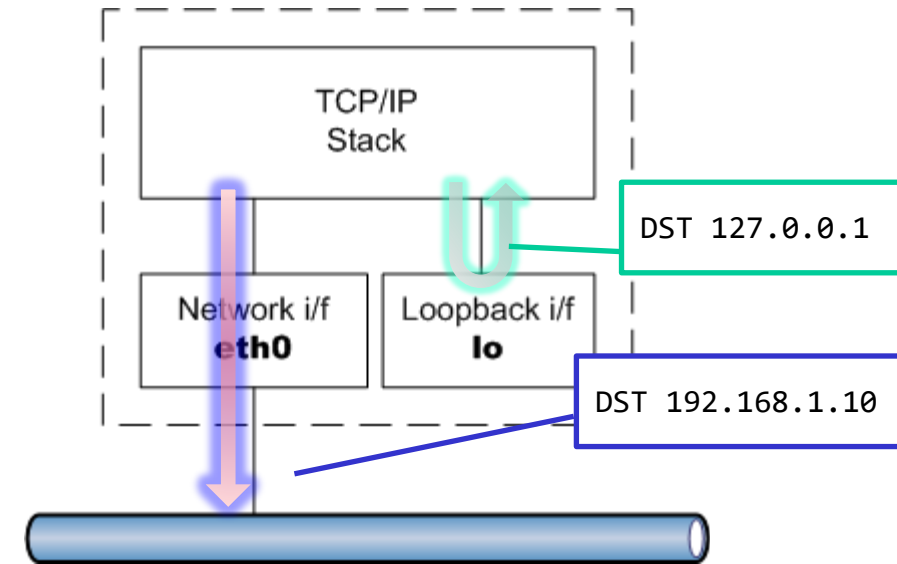 TCP/IP
Stack
DST 127.0.0.1
Network i/f
eth0
Loopback i/f
lo
DST 192.168.1.10